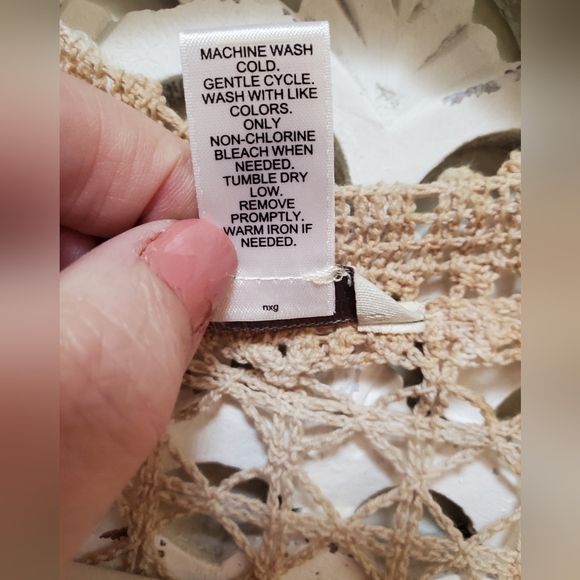 MACHINE WASH
COLD.
GENTLE CYCLE.
WASH WITH LIKE
COLORS.
ONLY
NON-CHLORINE
BLEACH WHEN
NEEDED.
TUMBLE DRY
LOW.
REMOVE
PROMPTLY.
WARM IRON IF
NEEDED.
nxg